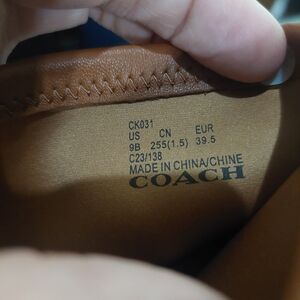 CK031
US CN EUR
9B 255(1.5) 39.5
C23/138
MADE IN CHINA/CHINE
COACH